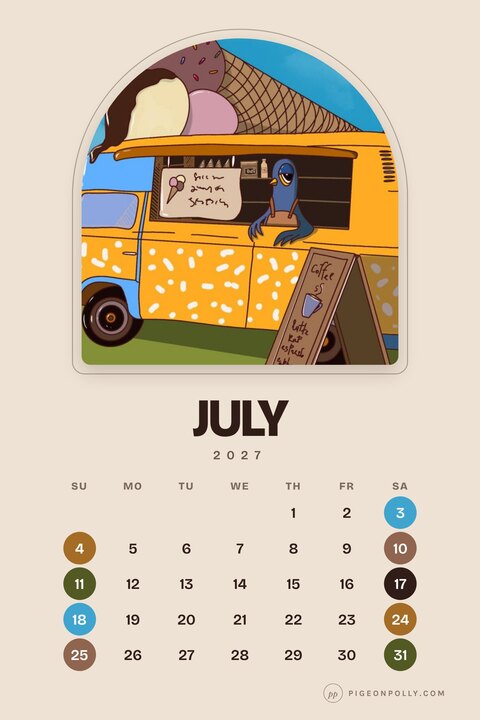 Coffee
latte
JULY
2027
SU MO TU WE TH FR SA
1 2 3
4 5 6 7 8 9 10
11 12 13 14 15 16 17
18 19 20 21 22 23 24
25 26 27 28 29 30 31
pp PIGEONPOLLY.COM